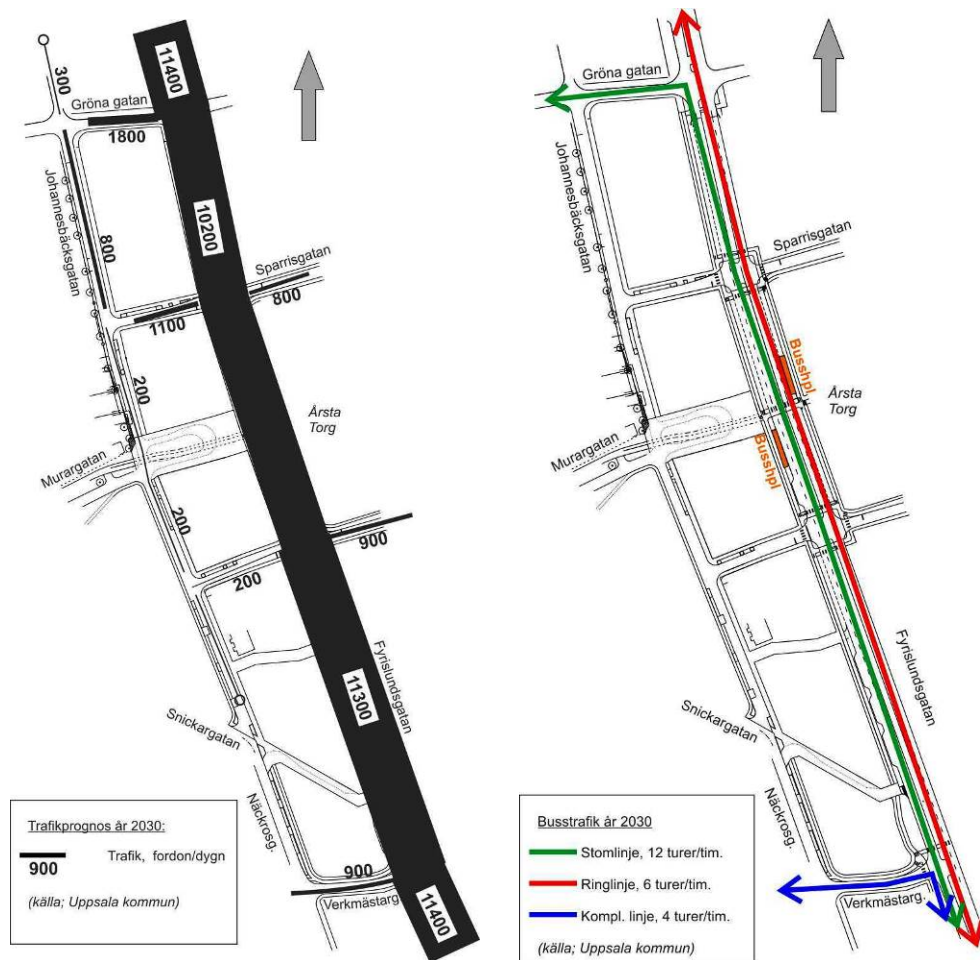 11400
300
Gröna gatan
1800
Johannesbäcksgatan
800
10200
Sparrisgatan
800
1100
200
Årsta
Torg
Murargatan
200
900
200
Fyrislundsgatan
11300
Snickargatan
Näckrosg.
900
Verkmästarg.
11400
Trafikprognos år 2030:
Trafik, fordon/dygn
900
(källa; Uppsala kommun)
Gröna gatan
Johannesbäcksgatan
Sparrisgatan
Busshpl
Årsta
Torg
Busshpl
Murargatan
Fyrislundsgatan
Snickargatan
Näckrosg.
Verkmästarg.
Busstrafik år 2030
Stomlinje, 12 turer/tim.
Ringlinje, 6 turer/tim.
Kompl. linje, 4 turer/tim.
(källa; Uppsala kommun)